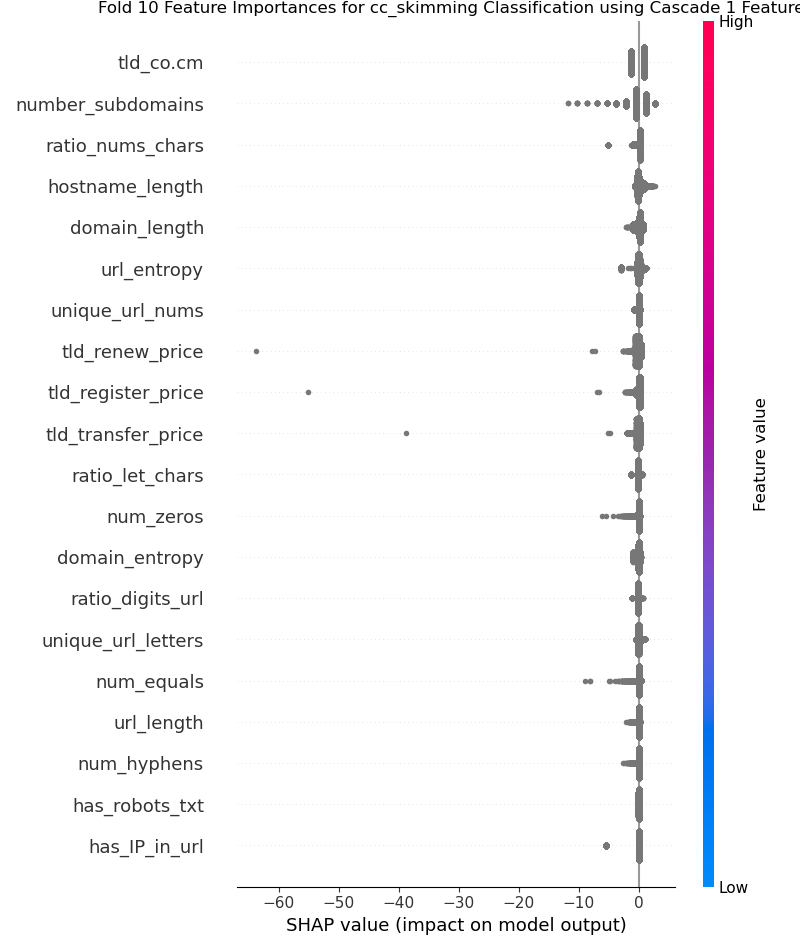 Fold 10 Feature Importances for cc_skimming Classification using Cascade 1 Feature
High
tld_co.cm
number_subdomains
ratio_nums_chars
hostname_length
domain_length
url_entropy
unique_url_nums
tld_renew_price
tld_register_price
tld_transfer_price
ratio_let_chars
num_zeros
domain_entropy
ratio_digits_url
unique_url_letters
num_equals
url_length
num_hyphens
has_robots_txt
has_IP_in_url
Feature value
Low
−60 −50 −40 −30 −20 −10 0
SHAP value (impact on model output)